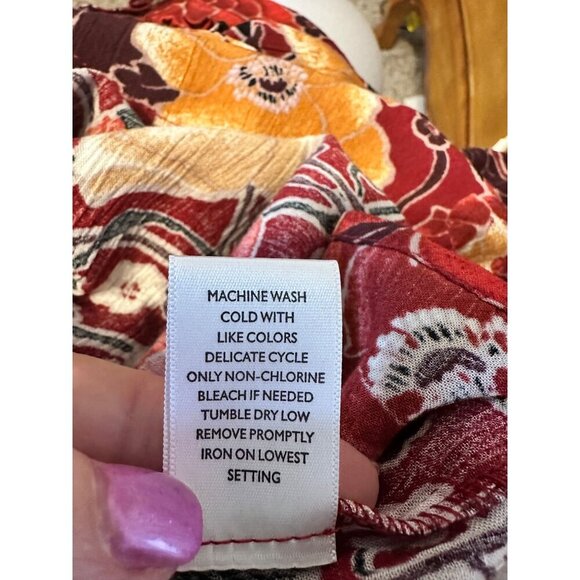 MACHINE WASH
COLD WITH
LIKE COLORS
DELICATE CYCLE
ONLY NON-CHLORINE
BLEACH IF NEEDED
TUMBLE DRY LOW
REMOVE PROMPTLY
IRON ON LOWEST
SETTING